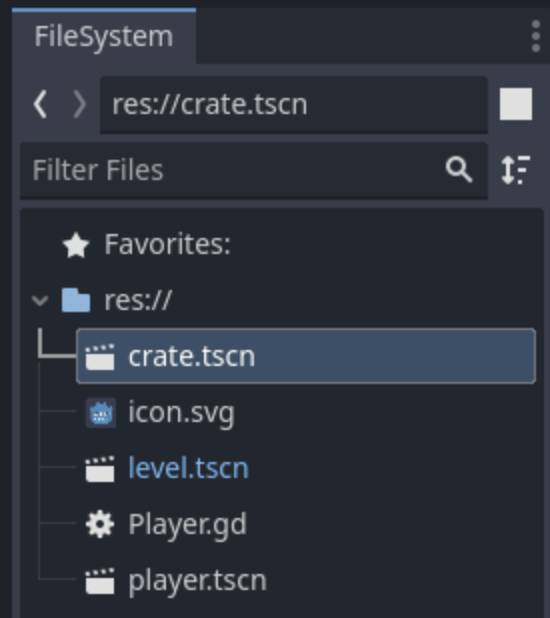 FileSystem
res://crate.tscn
Filter Files
Favorites:
res://
crate.tscn
icon.svg
level.tscn
Player.gd
player.tscn